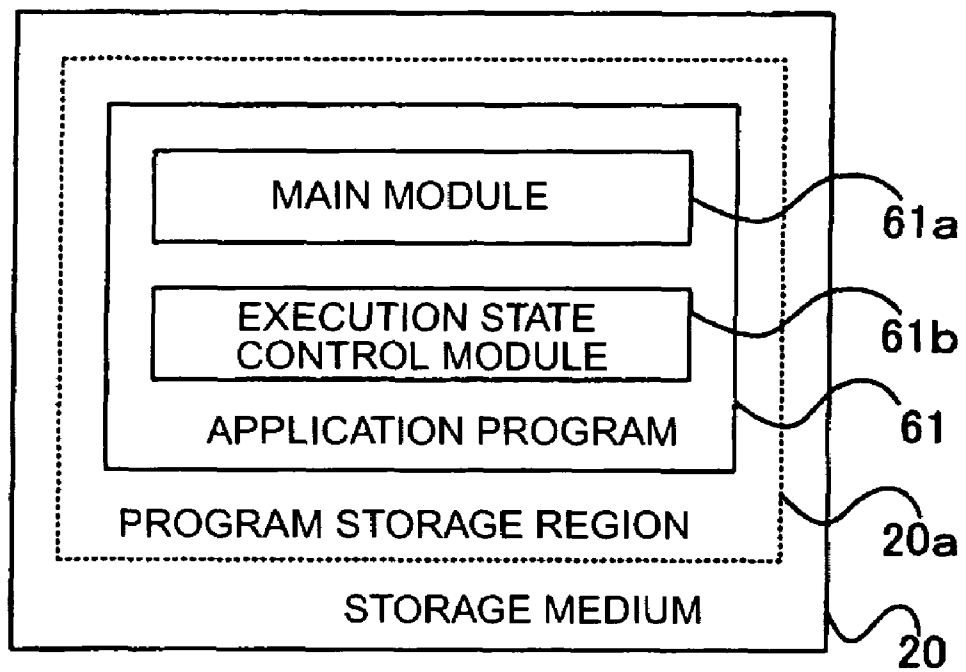 MAIN MODULE
61a
EXECUTION STATE
CONTROL MODULE
61b
APPLICATION PROGRAM
61
PROGRAM STORAGE REGION
20a
STORAGE MEDIUM
20